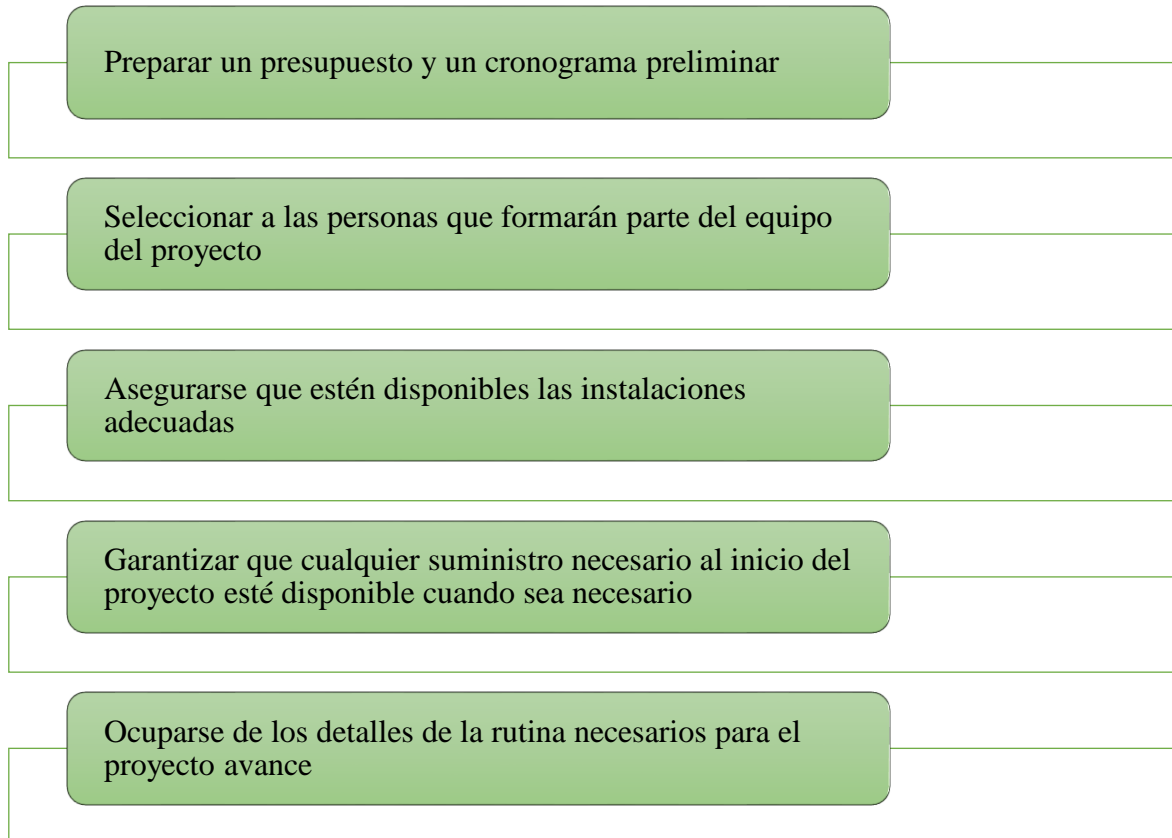 Preparar un presupuesto y un cronograma preliminar
Seleccionar a las personas que formarán parte del equipo
del proyecto
Asegurarse que estén disponibles las instalaciones
adecuadas
Garantizar que cualquier suministro necesario al inicio del
proyecto esté disponible cuando sea necesario
Ocuparse de los detalles de la rutina necesarios para el
proyecto avance